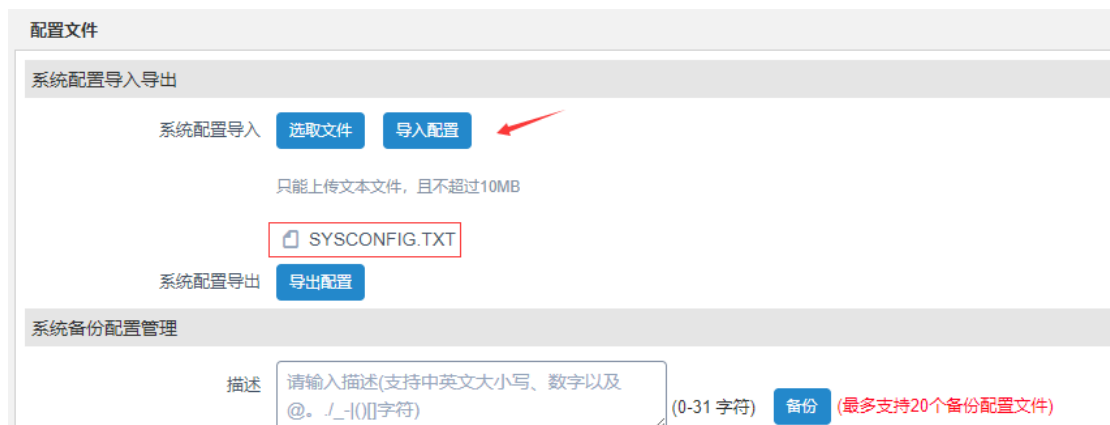 配置文件
系统配置导入导出
系统配置导入 选取文件 导入配置
只能上传文本文件，且不超过10MB
SYSCONFIG.TXT
系统配置导出 导出配置
系统备份配置管理
描述 请输入描述(支持中英文大小写、数字以及
@。./_-|()[]字符) (0-31 字符) 备份 (最多支持20个备份配置文件)